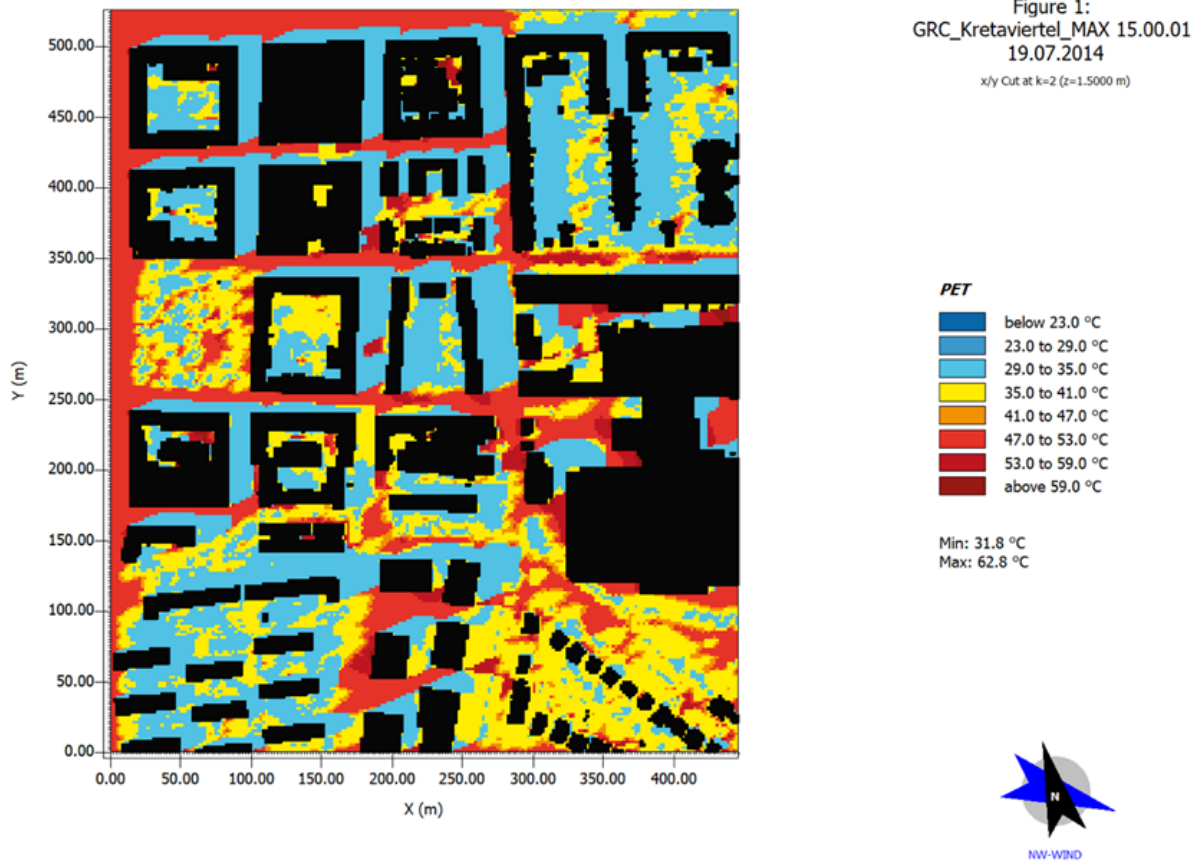 Figure 1:
GRC_Kretaviertel_MAX 15.00.01
19.07.2014
x/y Cut at k=2 (z=1.5000 m)
500.00
450.00
400.00
350.00
300.00
250.00
200.00
150.00
100.00
50.00
0.00
Y (m)
0.00 50.00 100.00 150.00 200.00 250.00 300.00 350.00 400.00
X (m)
PET
below 23.0 °C
23.0 to 29.0 °C
29.0 to 35.0 °C
35.0 to 41.0 °C
41.0 to 47.0 °C
47.0 to 53.0 °C
53.0 to 59.0 °C
above 59.0 °C
Min: 31.8 °C
Max: 62.8 °C
N
NW-WIND